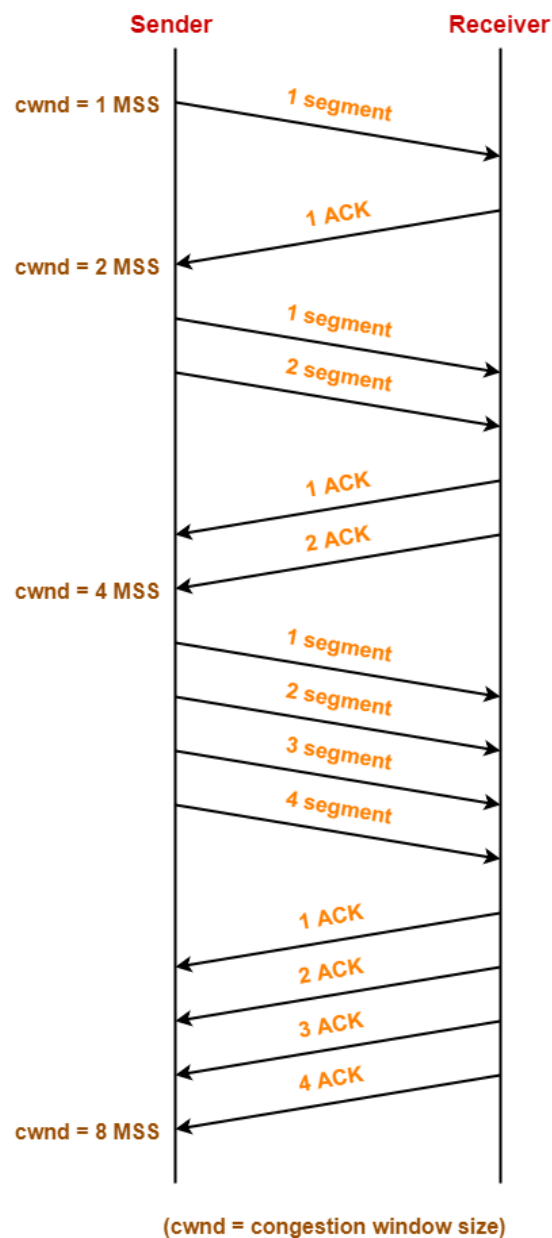 Sender
Receiver
cwnd = 1 MSS
1 segment
1 ACK
cwnd = 2 MSS
1 segment
2 segment
1 ACK
2 ACK
cwnd = 4 MSS
1 segment
2 segment
3 segment
4 segment
1 ACK
2 ACK
3 ACK
4 ACK
cwnd = 8 MSS
(cwnd = congestion window size)